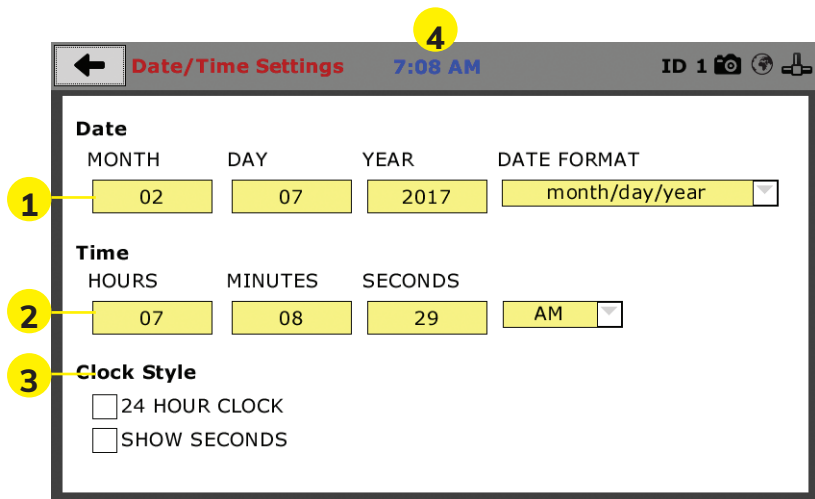 4
Date/Time Settings 7:08 AM ID 1
Date
MONTH DAY YEAR DATE FORMAT
1 02 07 2017 month/day/year
Time
HOURS MINUTES SECONDS
2 07 08 29 AM
3 Clock Style
24 HOUR CLOCK
SHOW SECONDS